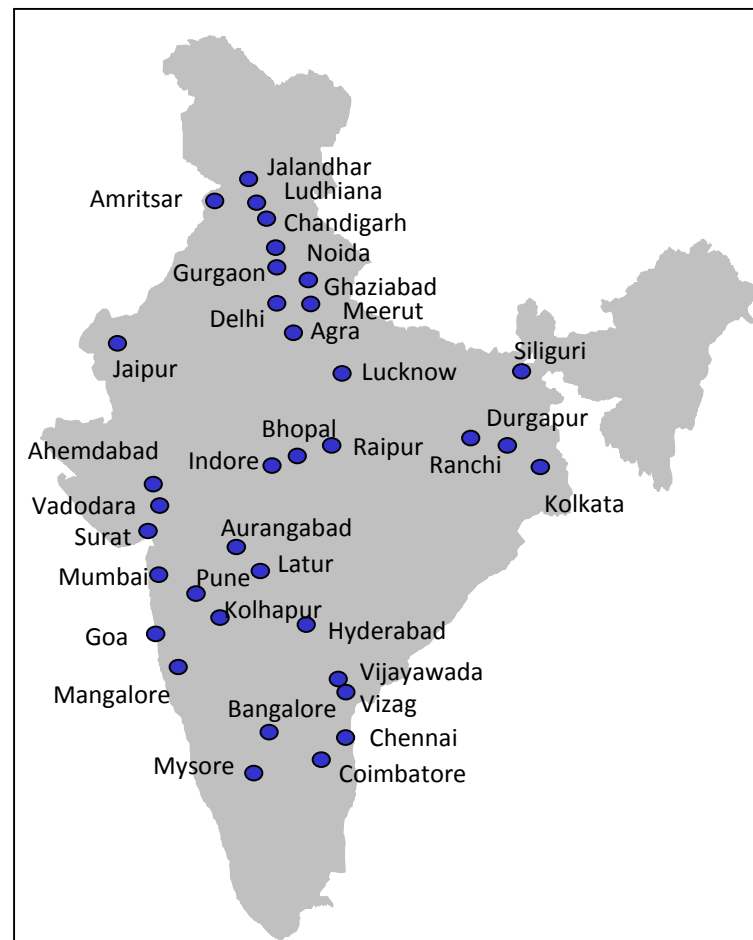 Jalandhar
Amritsar
Ludhiana
Chandigarh
Noida
Gurgaon
Ghaziabad
Delhi
Meerut
Agra
Jaipur
Lucknow
Siliguri
Durgapur
Bhopal
Raipur
Ahemdabad
Indore
Ranchi
Kolkata
Vadodara
Surat
Aurangabad
Latur
Mumbai
Pune
Kolhapur
Goa
Hyderabad
Vijayawada
Mangalore
Vizag
Bangalore
Chennai
Mysore
Coimbatore